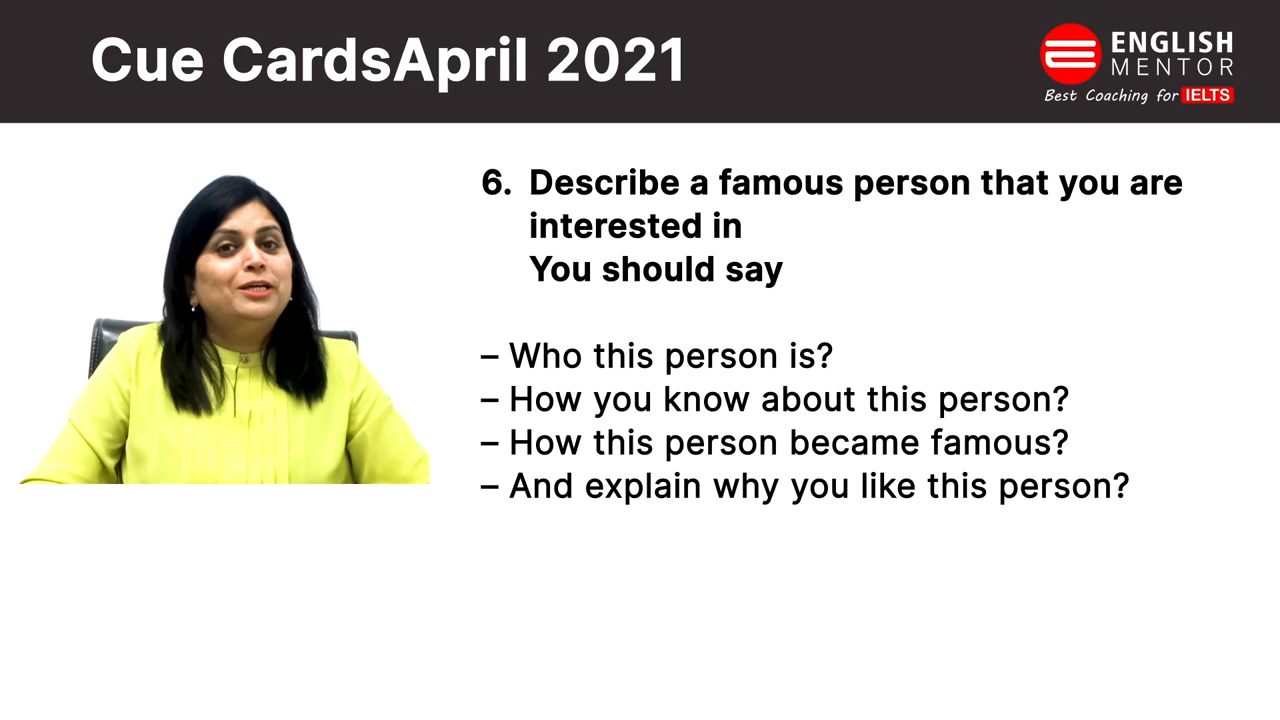 Cue CardsApril 2021
ENGLISH
MENTOR
Best Coaching for IELTS
6. Describe a famous person that you are
interested in
You should say
– Who this person is?
– How you know about this person?
– How this person became famous?
– And explain why you like this person?